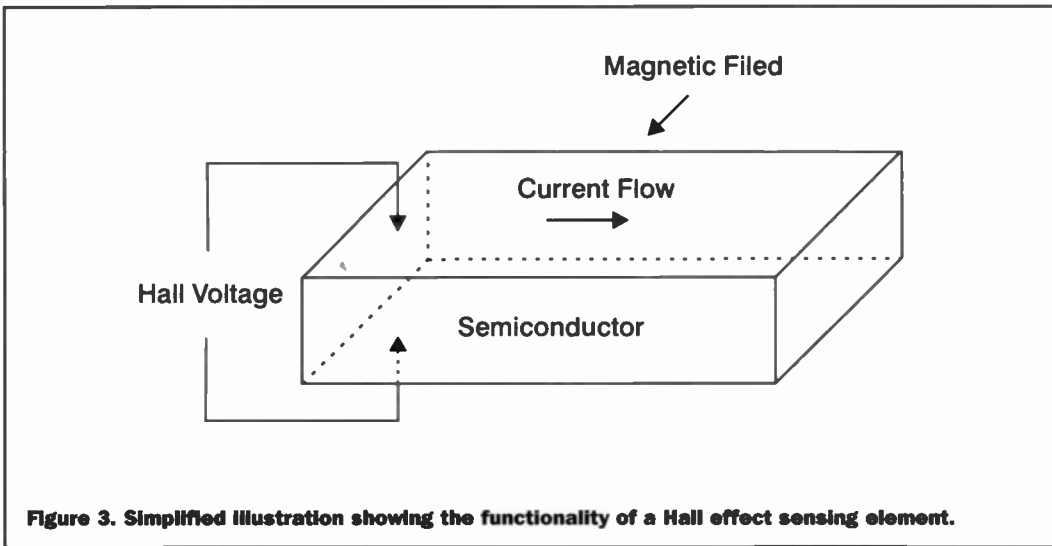 Magnetic Filed
Current Flow
Hall Voltage
Semiconductor
Figure 3. Simplified illustration showing the functionality of a Hall effect sensing element.